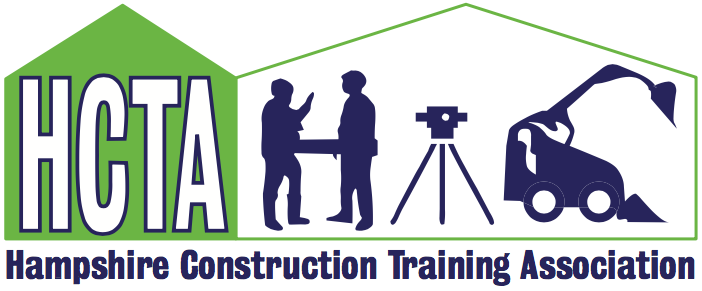 HCTA
Hampshire Construction Training Association